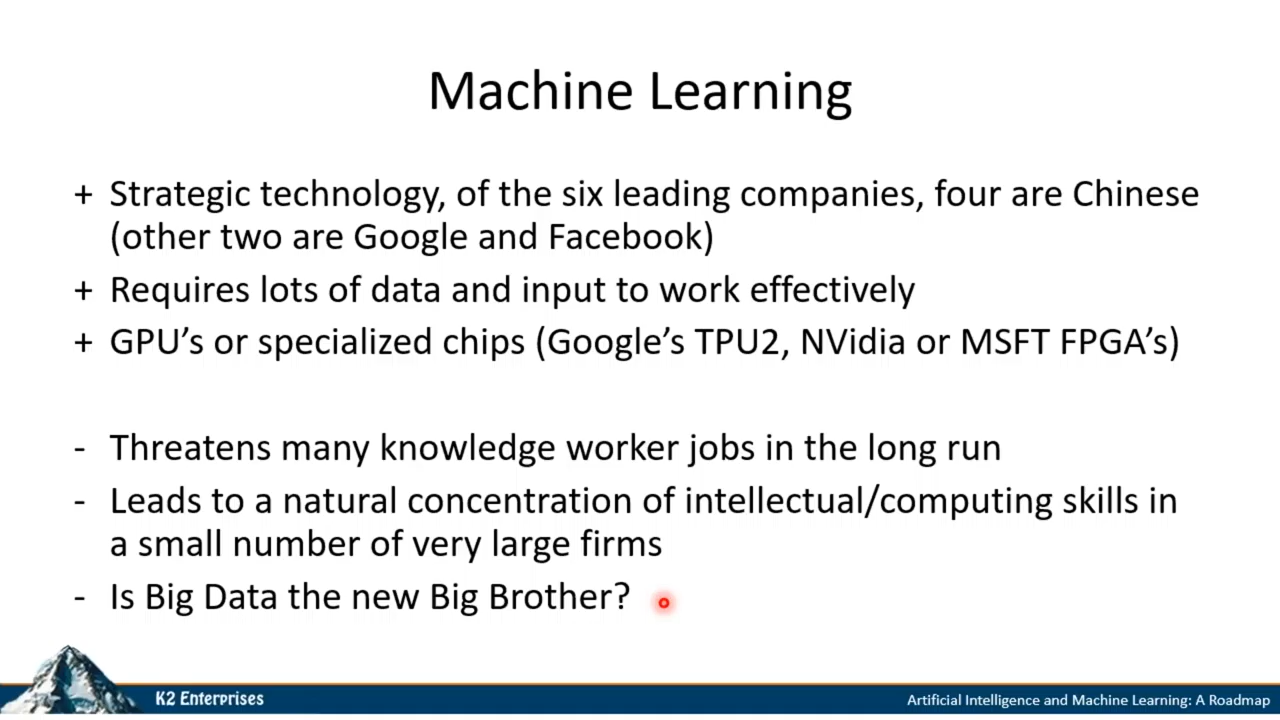 Machine Learning
+ Strategic technology, of the six leading companies, four are Chinese
(other two are Google and Facebook)
+ Requires lots of data and input to work effectively
+ GPU’s or specialized chips (Google’s TPU2, NVidia or MSFT FPGA’s)
- Threatens many knowledge worker jobs in the long run
- Leads to a natural concentration of intellectual/computing skills in
a small number of very large firms
- Is Big Data the new Big Brother?
K2 Enterprises
Artificial Intelligence and Machine Learning: A Roadmap